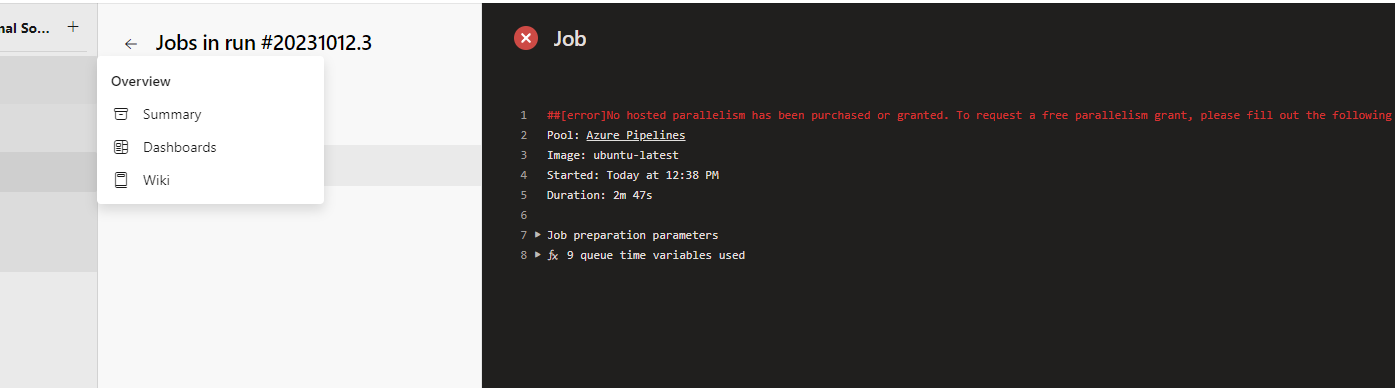 nal So... +
Jobs in run #20231012.3
Overview
Summary
Dashboards
Wiki
Job
1 ##[error]No hosted parallelism has been purchased or granted. To request a free parallelism grant, please fill out the following
2 Pool: Azure Pipelines
3 Image: ubuntu-latest
4 Started: Today at 12:38 PM
5 Duration: 2m 47s
6
7 Job preparation parameters
8 fx 9 queue time variables used